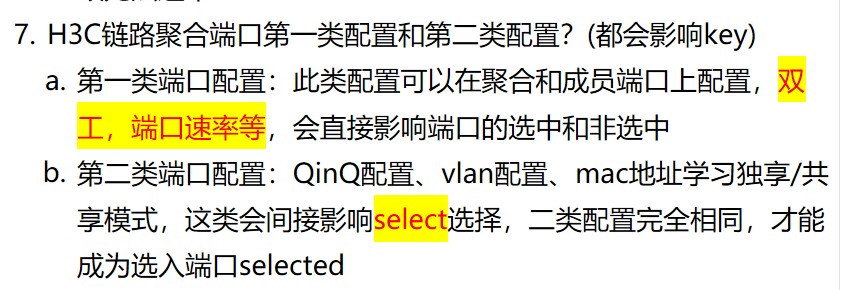 7. H3C链路聚合端口第一类配置和第二类配置？(都会影响key)
a. 第一类端口配置：此类配置可以在聚合和成员端口上配置，双
工，端口速率等，会直接影响端口的选中和非选中
b. 第二类端口配置：QinQ配置、vlan配置、mac地址学习独享/共
享模式，这类会间接影响select选择，二类配置完全相同，才能
成为选入端口selected